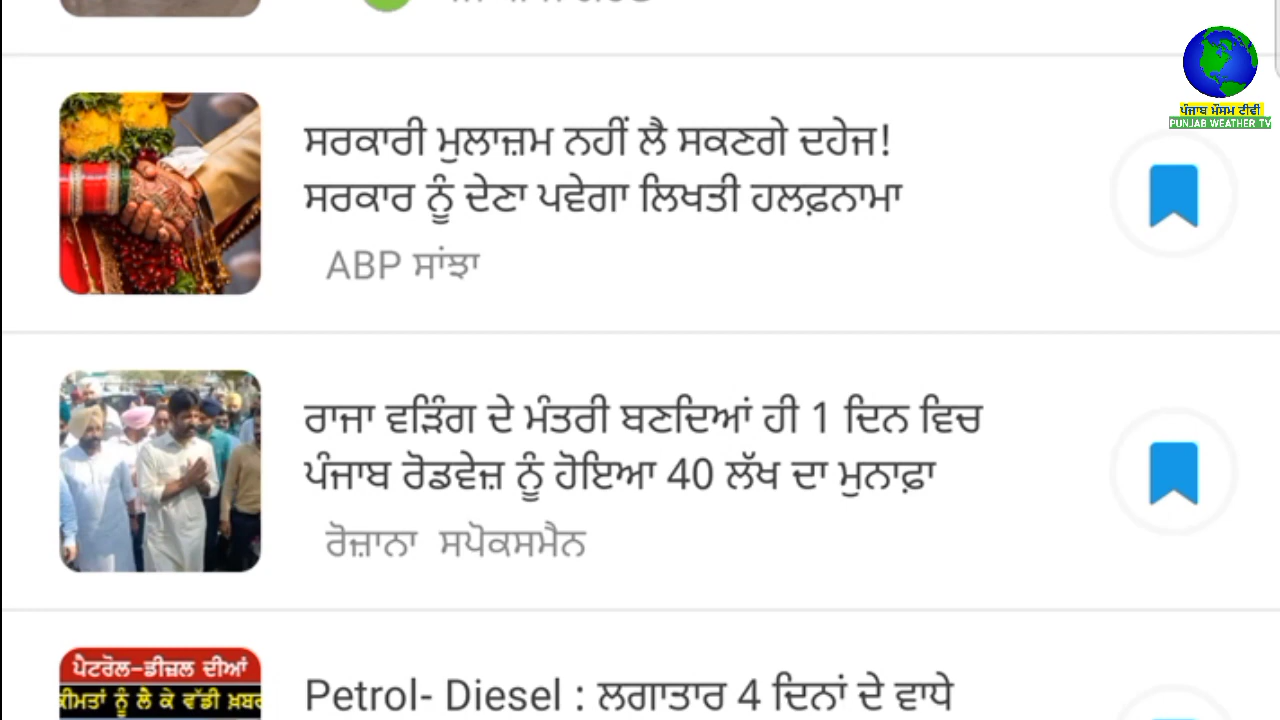 ਪੰਜਾਬ ਮੌਸਮ ਟੀਵੀ
PUNJAB WEATHER TV
ਸਰਕਾਰੀ ਮੁਲਾਜ਼ਮ ਨਹੀਂ ਲੈ ਸਕਣਗੇ ਦਹੇਜ!
ਸਰਕਾਰ ਨੂੰ ਦੇਣਾ ਪਵੇਗਾ ਲਿਖਤੀ ਹਲਫ਼ਨਾਮਾ
ABP ਸਾਂਝਾ
ਰਾਜਾ ਵੜਿੰਗ ਦੇ ਮੰਤਰੀ ਬਣਦਿਆਂ ਹੀ 1 ਦਿਨ ਵਿਚ
ਪੰਜਾਬ ਰੋਡਵੇਜ਼ ਨੂੰ ਹੋਇਆ 40 ਲੱਖ ਦਾ ਮੁਨਾਫ਼ਾ
ਰੋਜ਼ਾਨਾ ਸਪੋਕਸਮੈਨ
ਪੈਟਰੋਲ-ਡੀਜ਼ਲ ਦੀਆਂ
ਕੀਮਤਾਂ ਨੂੰ ਲੈ ਕੇ ਵੱਡੀ ਖ਼ਬਰ
Petrol- Diesel : ਲਗਾਤਾਰ 4 ਦਿਨਾਂ ਦੇ ਵਾਧੇ